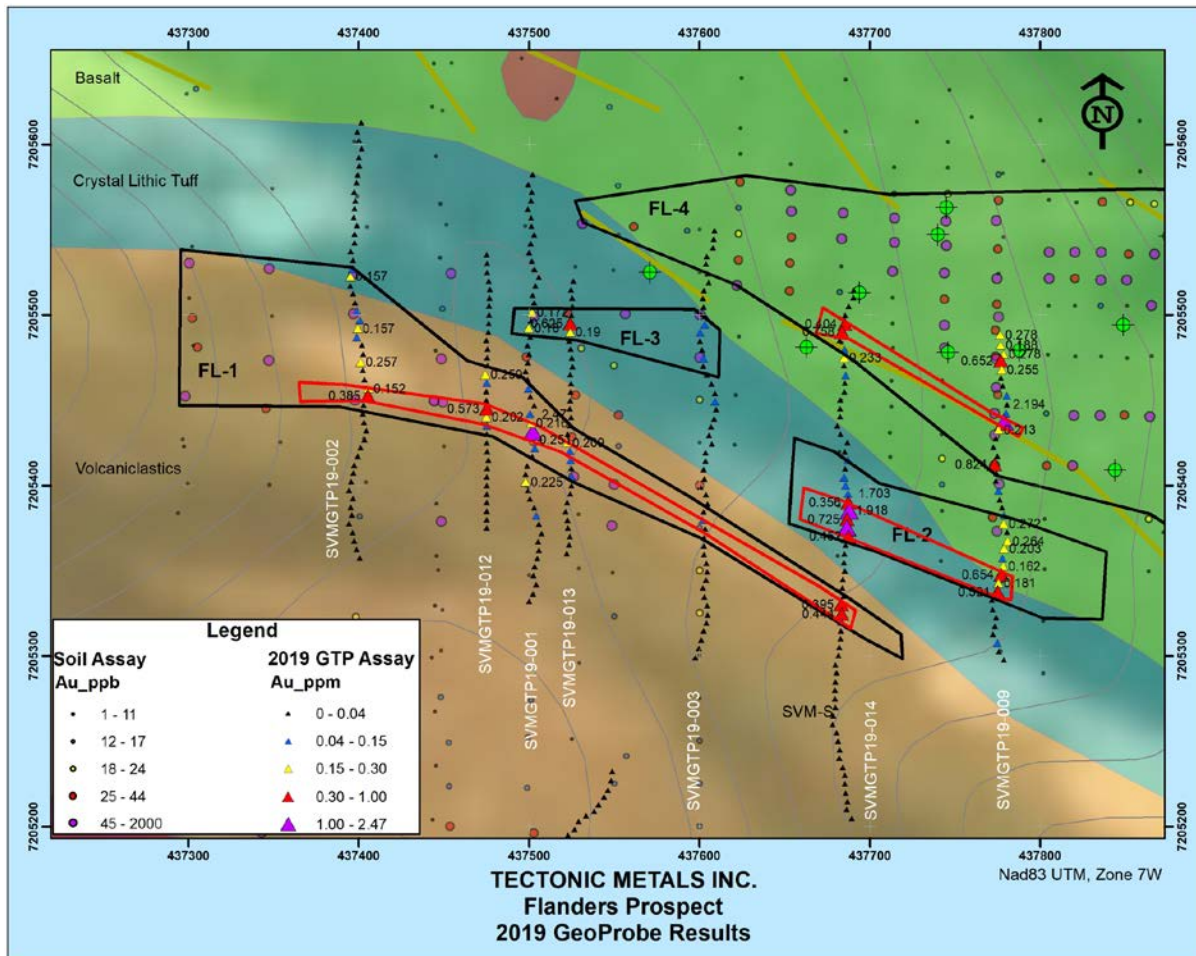 437300 437400 437500 437600 437700 437800
7205600
7205500
7205400
7205300
7205200
7205600
7205500
7205400
7205300
7205200
Basalt
Crystal Lithic Tuff
Volcaniclastics
N
FL-4
FL-3
FL-1
FL-2
0.157
0.157
0.257
0.152
0.385
0.573
0.202
0.225
0.19
0.233
0.404
0.278
0.278
0.255
0.652
2.194
0.213
0.824
1.703
0.356
1.918
0.725
0.272
0.264
0.203
0.162
0.654
0.181
0.395
SVMGTP19-002
SVMGTP19-012
SVMGTP19-001
SVMGTP19-013
SVMGTP19-003
SVM-S
SVMGTP19-014
SVMGTP19-009
Legend
Soil Assay
Au_ppb
1 - 11
12 - 17
18 - 24
25 - 44
45 - 2000
2019 GTP Assay
Au_ppm
0 - 0.04
0.04 - 0.15
0.15 - 0.30
0.30 - 1.00
1.00 - 2.47
437300 437400 437500 437600 437700 437800
Nad83 UTM, Zone 7W
TECTONIC METALS INC.
Flanders Prospect
2019 GeoProbe Results